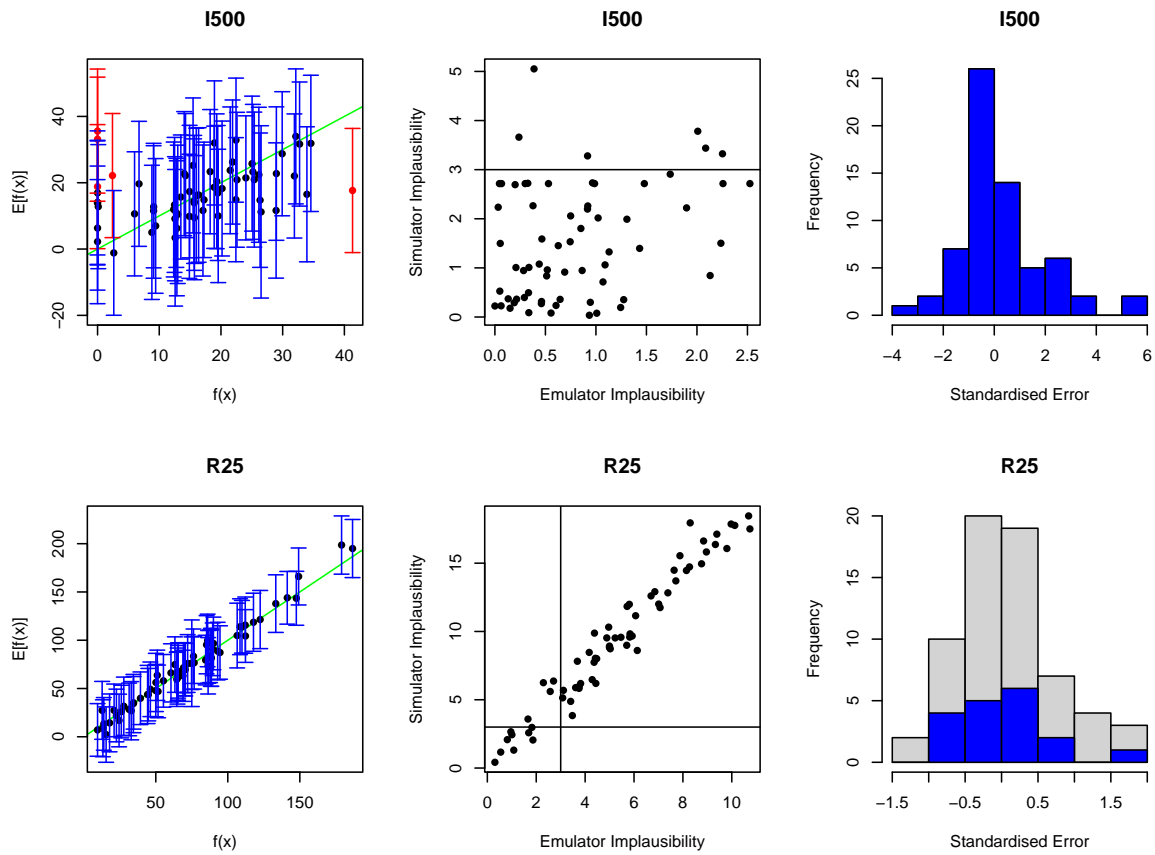 I500
E[f(x)]
−20 0 20 40
0 10 20 30 40
f(x)
I500
Simulator Implausibility
0 1 2 3 4 5
0.0 0.5 1.0 1.5 2.0 2.5
Emulator Implausibility
I500
Frequency
0 5 10 15 20 25
−4 −2 0 2 4 6
Standardised Error
R25
E[f(x)]
0 50 100 150 200
50 100 150
f(x)
R25
Simulator Implausibility
0 5 10 15
0 2 4 6 8 10
Emulator Implausibility
R25
Frequency
0 5 10 15 20
−1.5 −0.5 0.5 1.5
Standardised Error